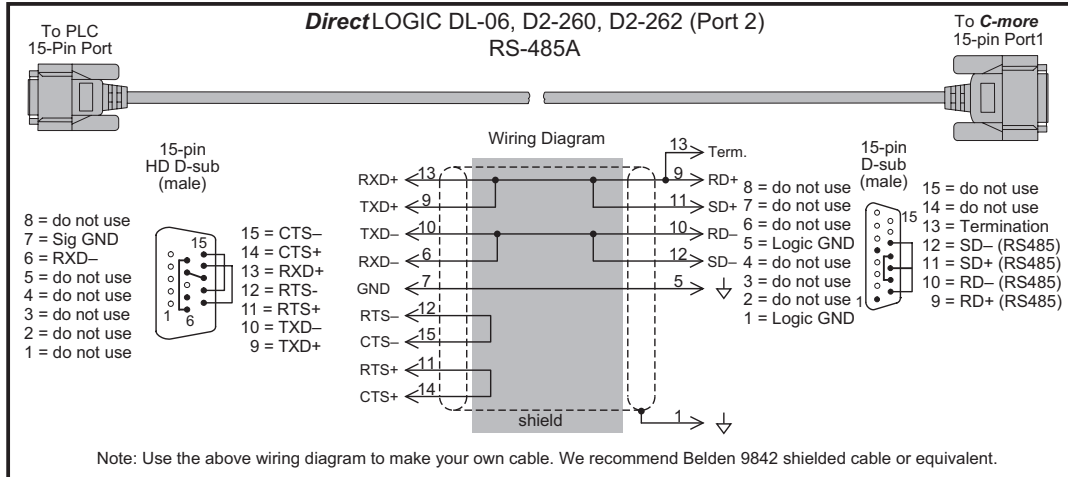 DirectLOGIC DL-06, D2-260, D2-262 (Port 2)
RS-485A
To PLC
15-Pin Port
To C-more
15-pin Port1
15-pin
HD D-sub
(male)
8 = do not use
7 = Sig GND
6 = RXD–
5 = do not use
4 = do not use
3 = do not use
2 = do not use
1 = do not use
15
1
6
15 = CTS–
14 = CTS+
13 = RXD+
12 = RTS-
11 = RTS+
10 = TXD–
9 = TXD+
Wiring Diagram
RXD+ 13
TXD+ 9
TXD– 10
RXD– 6
GND 7
RTS– 12
CTS– 15
RTS+ 11
CTS+ 14
shield
13 Term.
9 RD+
11 SD+
10 RD–
12 SD–
5
1
8 = do not use
7 = do not use
6 = do not use
5 = Logic GND
4 = do not use
3 = do not use
2 = do not use
1 = Logic GND
15-pin
D-sub
(male)
15
1
15 = do not use
14 = do not use
13 = Termination
12 = SD– (RS485)
11 = SD+ (RS485)
10 = RD– (RS485)
9 = RD+ (RS485)
Note: Use the above wiring diagram to make your own cable. We recommend Belden 9842 shielded cable or equivalent.